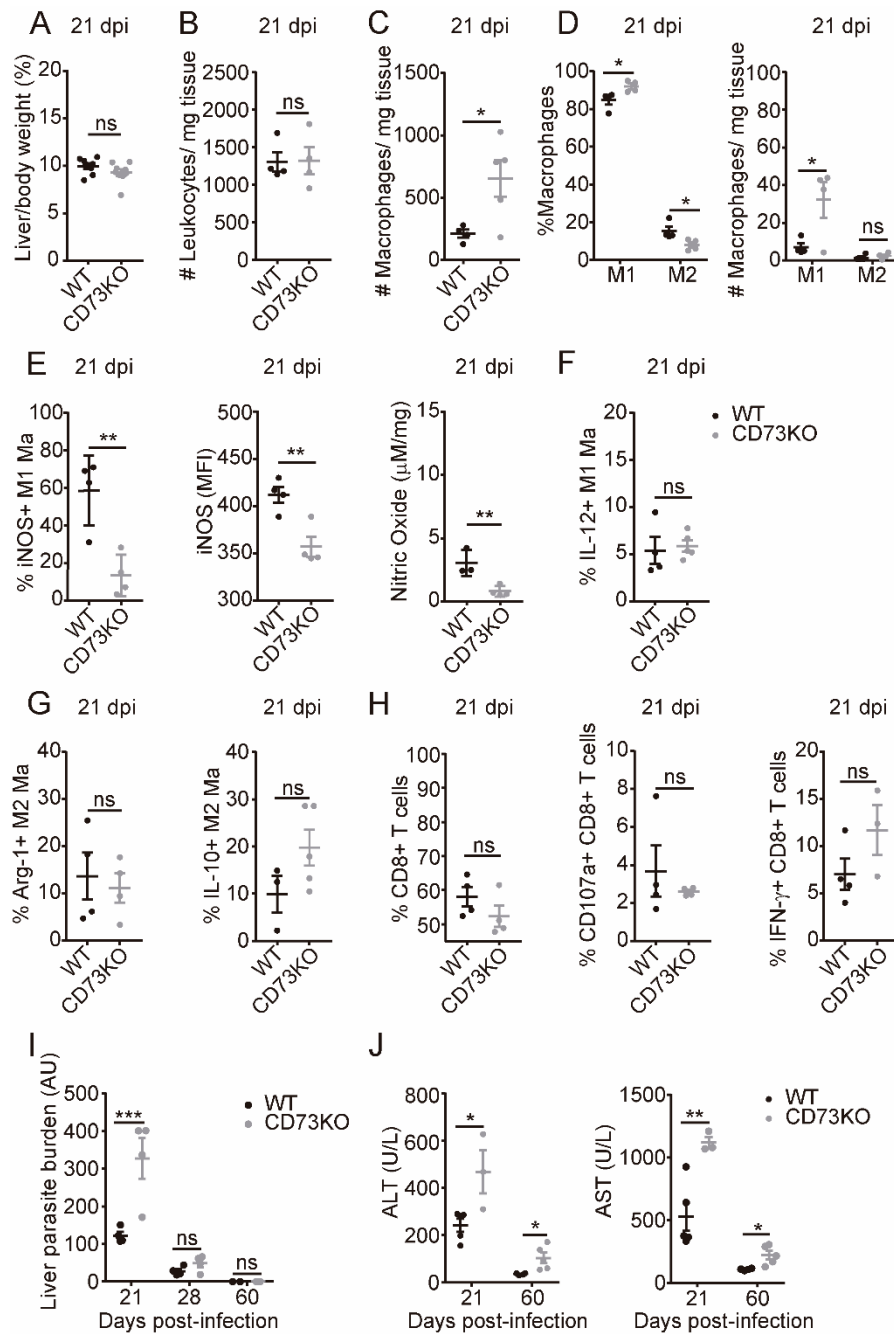 A
21 dpi
Liver/body weight (%)
20
15
10
5
0
ns
WT
CD73KO
B
21 dpi
# Leukocytes/ mg tissue
2500
2000
1500
1000
500
0
ns
WT
CD73KO
C
21 dpi
# Macrophages/ mg tissue
1500
1000
500
0
*
WT
CD73KO
D
21 dpi
%Macrophages
100
80
60
40
20
0
*
*
M1
M2
21 dpi
# Macrophages/ mg tissue
100
80
60
40
20
0
*
ns
M1
M2
E
21 dpi
% iNOS+ M1 Ma
100
80
60
40
20
0
**
WT
CD73KO
21 dpi
iNOS (MFI)
500
450
400
350
300
**
WT
CD73KO
21 dpi
Nitric Oxide (μM/mg)
15
10
5
0
**
WT
CD73KO
F
21 dpi
% IL-12+ M1 Ma
20
15
10
5
0
ns
WT
CD73KO
WT
CD73KO
G
21 dpi
% Arg-1+ M2 Ma
40
30
20
10
0
ns
WT
CD73KO
21 dpi
% IL-10+ M2 Ma
40
30
20
10
0
ns
WT
CD73KO
H
21 dpi
% CD8+ T cells
100
90
80
70
60
50
ns
WT
CD73KO
21 dpi
% CD107a+ CD8+ T cells
8
6
4
2
0
ns
WT
CD73KO
21 dpi
% IFN-γ+ CD8+ T cells
20
15
10
5
0
ns
WT
CD73KO
I
Liver parasite burden (AU)
500
400
300
200
100
0
***
ns
ns
21
28
60
Days post-infection
WT
CD73KO
J
ALT (U/L)
800
600
400
200
0
*
*
21
60
Days post-infection
AST (U/L)
1500
1000
500
0
**
*
21
60
Days post-infection
WT
CD73KO